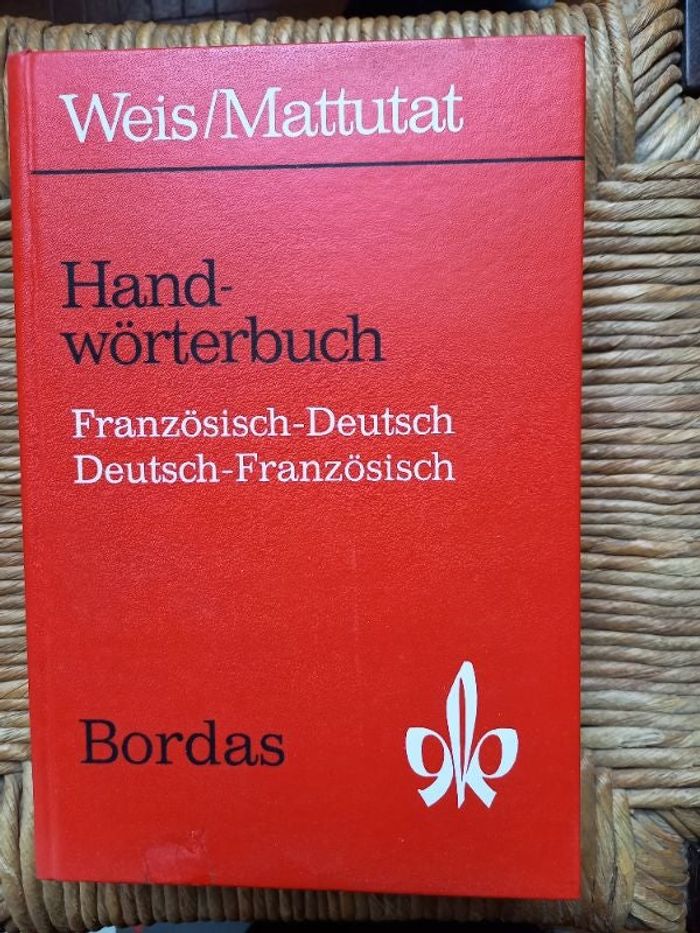 Weis/Mattutat
Hand-
wörterbuch
Französisch-Deutsch
Deutsch-Französisch
Bordas